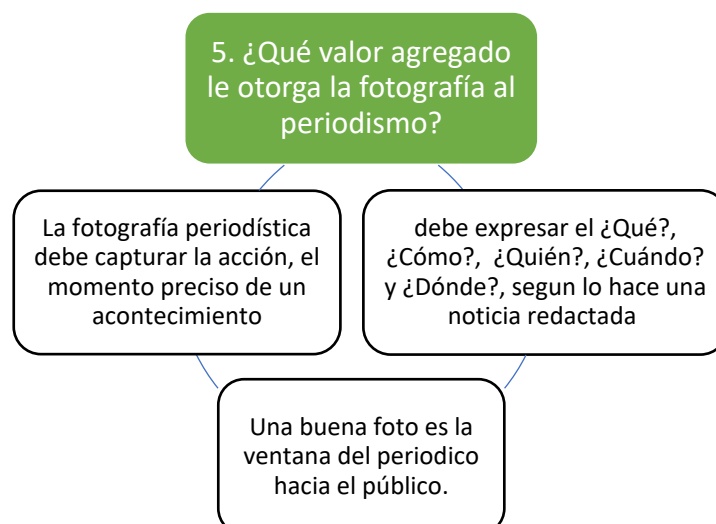 5. ¿Qué valor agregado
le otorga la fotografía al
periodismo?
La fotografía periodística
debe capturar la acción, el
momento preciso de un
acontecimiento
debe expresar el ¿Qué?,
¿Cómo?, ¿Quién?, ¿Cuándo?
y ¿Dónde?, segun lo hace una
noticia redactada
Una buena foto es la
ventana del periodico
hacia el público.